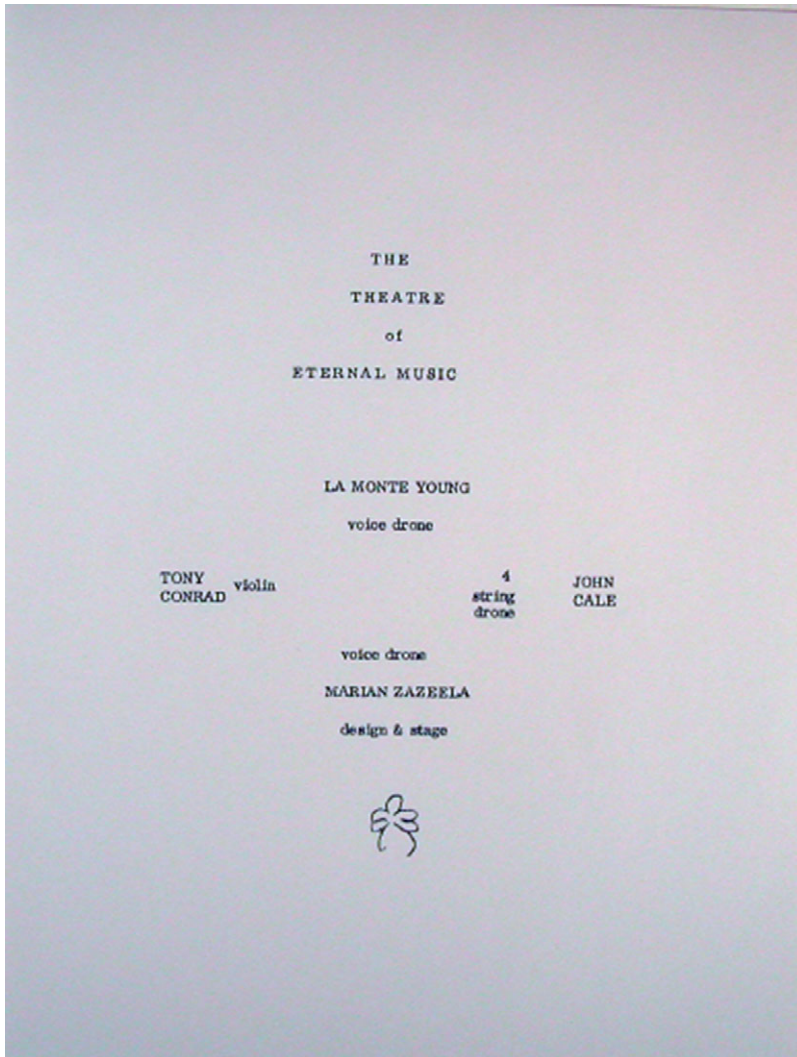 THE
THEATRE
of
ETERNAL MUSIC
LA MONTE YOUNG
voice drone
TONY
CONRAD
violin
4
string
drone
JOHN
CALE
voice drone
MARIAN ZAZEELA
design & stage